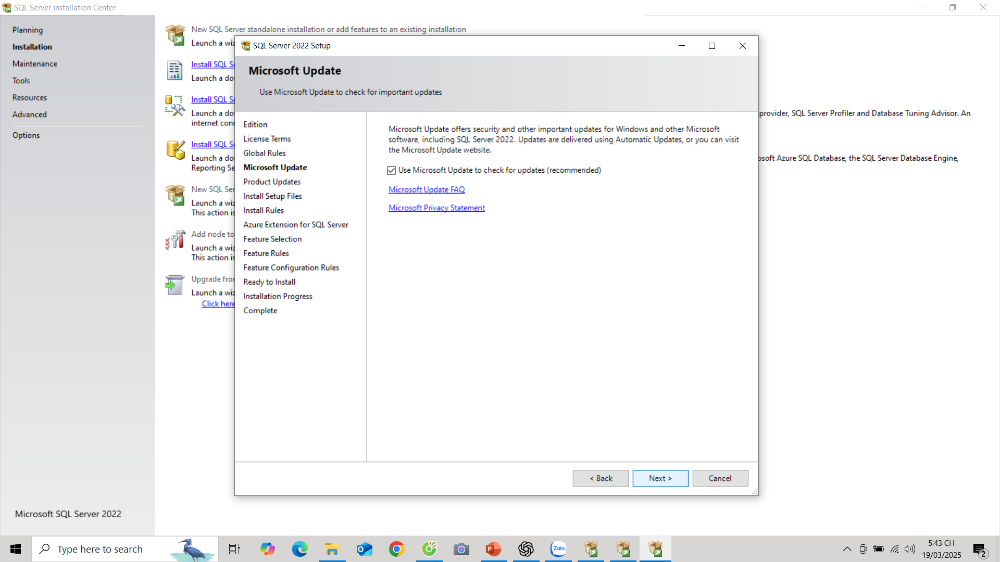 SQL Server Installation Center
Planning
Installation
Maintenance
Tools
Resources
Advanced
Options
Microsoft SQL Server 2022
New SQL Server standalone installation or add features to an existing installation
Launch a wiz
Install SQL Se
Launch a do
Install SQL Se
Launch a do
internet conn
provider, SQL Server Profiler and Database Tuning Advisor. An
Install SQL Se
Launch a do
Reporting Se
osoft Azure SQL Database, the SQL Server Database Engine,
New SQL Ser
Launch a wiz
This action is
Add node to
Launch a wiz
This action is
Upgrade from
Launch a wiz
Click here
SQL Server 2022 Setup
Microsoft Update
Use Microsoft Update to check for important updates
Edition
License Terms
Global Rules
Microsoft Update
Product Updates
Install Setup Files
Install Rules
Azure Extension for SQL Server
Feature Selection
Feature Rules
Feature Configuration Rules
Ready to Install
Installation Progress
Complete
Microsoft Update offers security and other important updates for Windows and other Microsoft
software, including SQL Server 2022. Updates are delivered using Automatic Updates, or you can visit
the Microsoft Update website.
Use Microsoft Update to check for updates (recommended)
Microsoft Update FAQ
Microsoft Privacy Statement
< Back
Next >
Cancel
Type here to search
Zalo
5:43 CH
19/03/2025
2